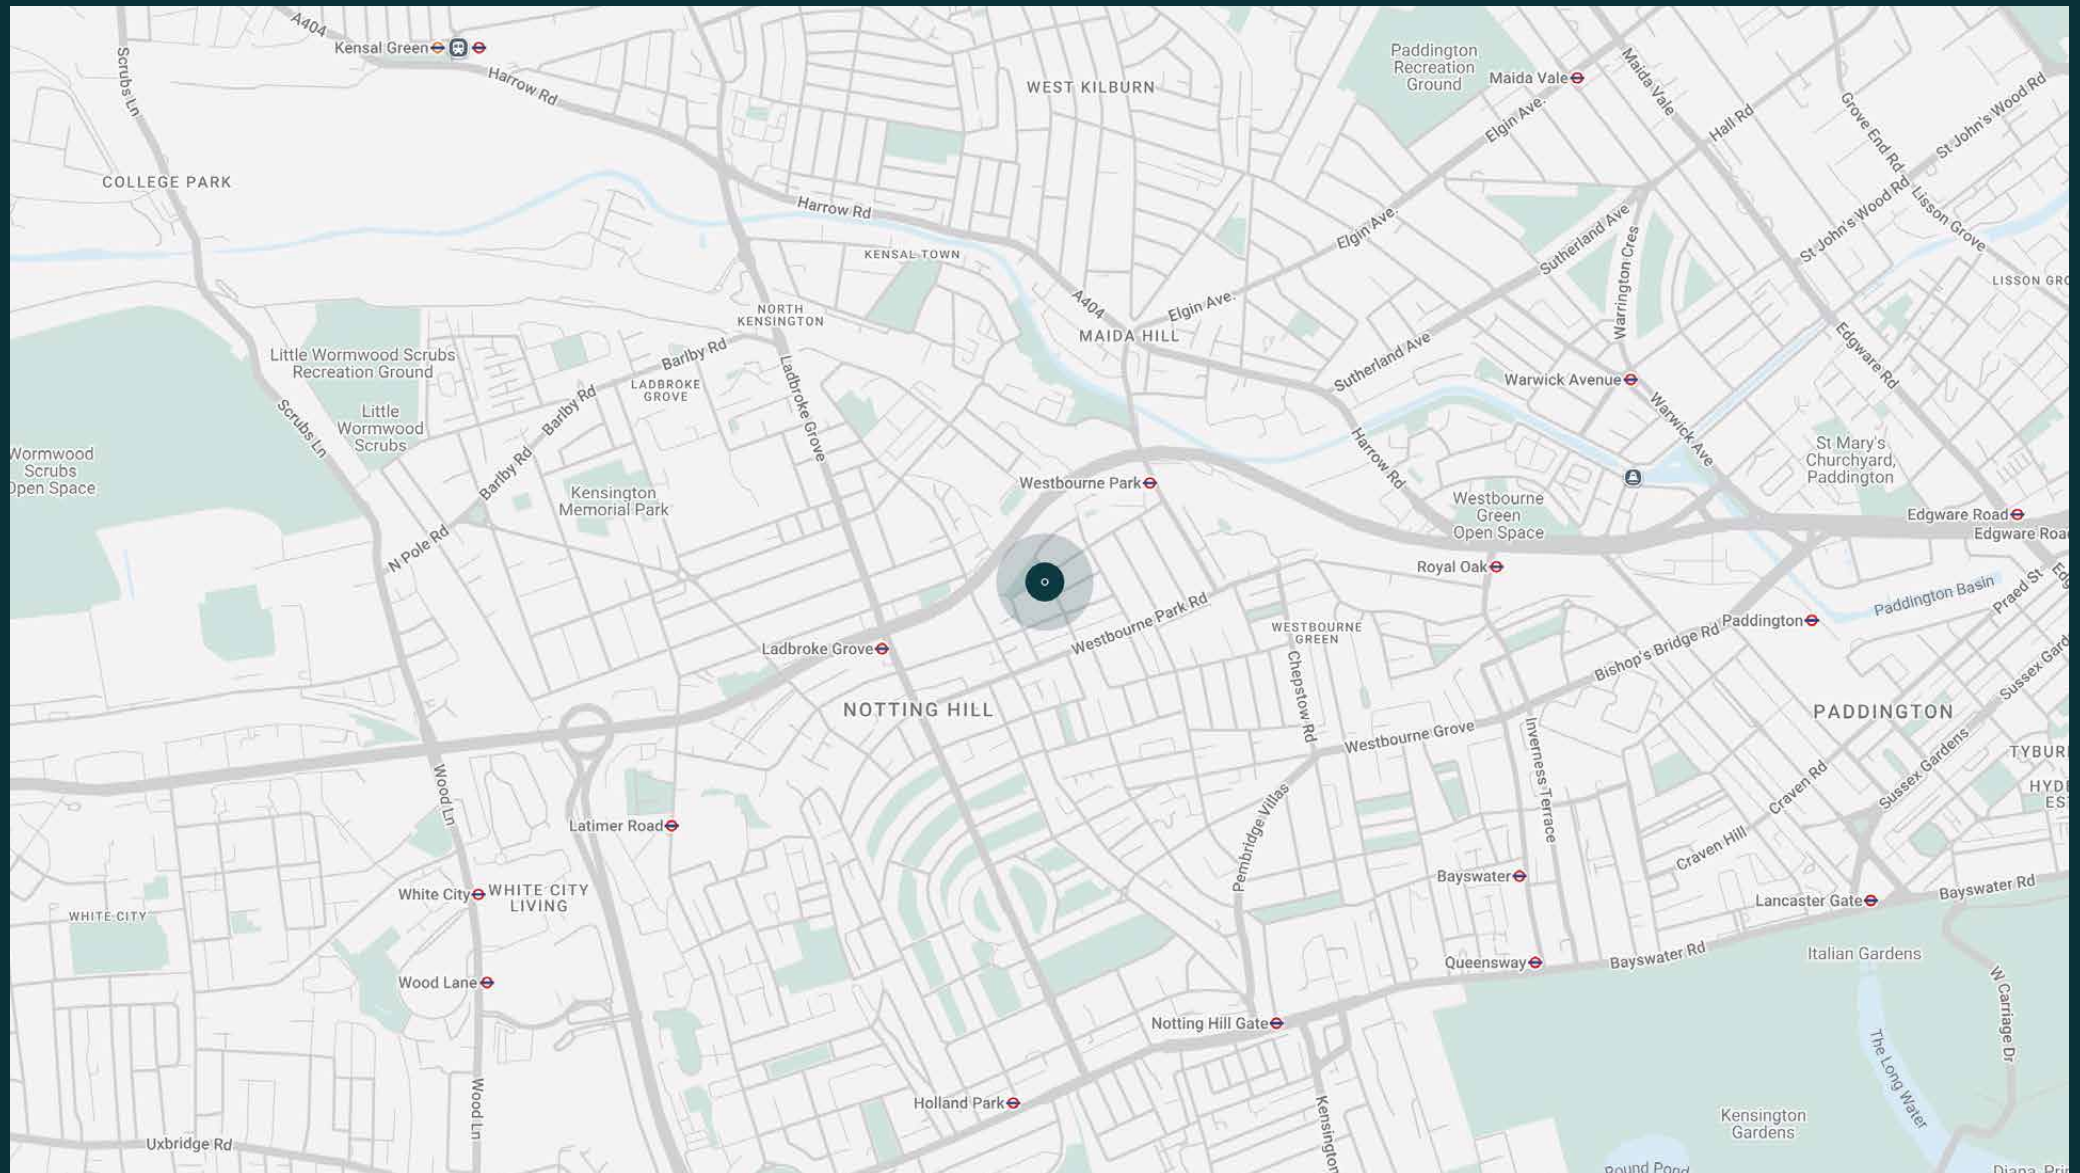 A404
Kensal Green
Scrubs Ln
Harrow Rd
WEST KILBURN
Paddington
Recreation
Ground
Maida Vale
Maida Vale
Elgin Ave.
Hall Rd
Grove End Rd
St John's Wood Rd
COLLEGE PARK
Harrow Rd
KENSAL TOWN
Elgin Ave.
Sutherland Ave
Warrington Cres
St John's Wood Rd
Lisson Grove
LISSON GRO
A404
Elgin Ave.
NORTH
KENSINGTON
MAIDA HILL
Little Wormwood Scrubs
Recreation Ground
Barlby Rd
LADBROKE
GROVE
Ladbroke Grove
Sutherland Ave
Warwick Avenue
Edgware Rd
Scrubs Ln
Little
Wormwood
Scrubs
Barlby Rd
Barlby Rd
Warwick Ave
Wormwood
Scrubs
Open Space
Harrow Rd
St Mary's
Churchyard,
Paddington
Westbourne Park
Kensington
Memorial Park
Westbourne
Green
Open Space
Edgware Road
Edgware Roa
N Pole Rd
Royal Oak
Edg
Praed St
Paddington Basin
Westbourne Park Rd
Paddington
WESTBOURNE
GREEN
Bishop's Bridge Rd
Ladbroke Grove
Sussex Gard
Chepstow Rd
NOTTING HILL
PADDINGTON
Westbourne Grove
Inverness Terrace
Sussex Gardens
TYBUR
HYD
ES
Wood Ln
Craven Rd
Latimer Road
Pembridge Villas
Craven Hill
Bayswater
White City
WHITE CITY
LIVING
Bayswater Rd
Lancaster Gate
WHITE CITY
Bayswater Rd
Italian Gardens
Queensway
Wood Lane
W Carriage Dr
Notting Hill Gate
The Long Water
Holland Park
Wood Ln
Kensington
Kensington
Gardens
Uxbridge Rd
Round Pond
Diana, Prin